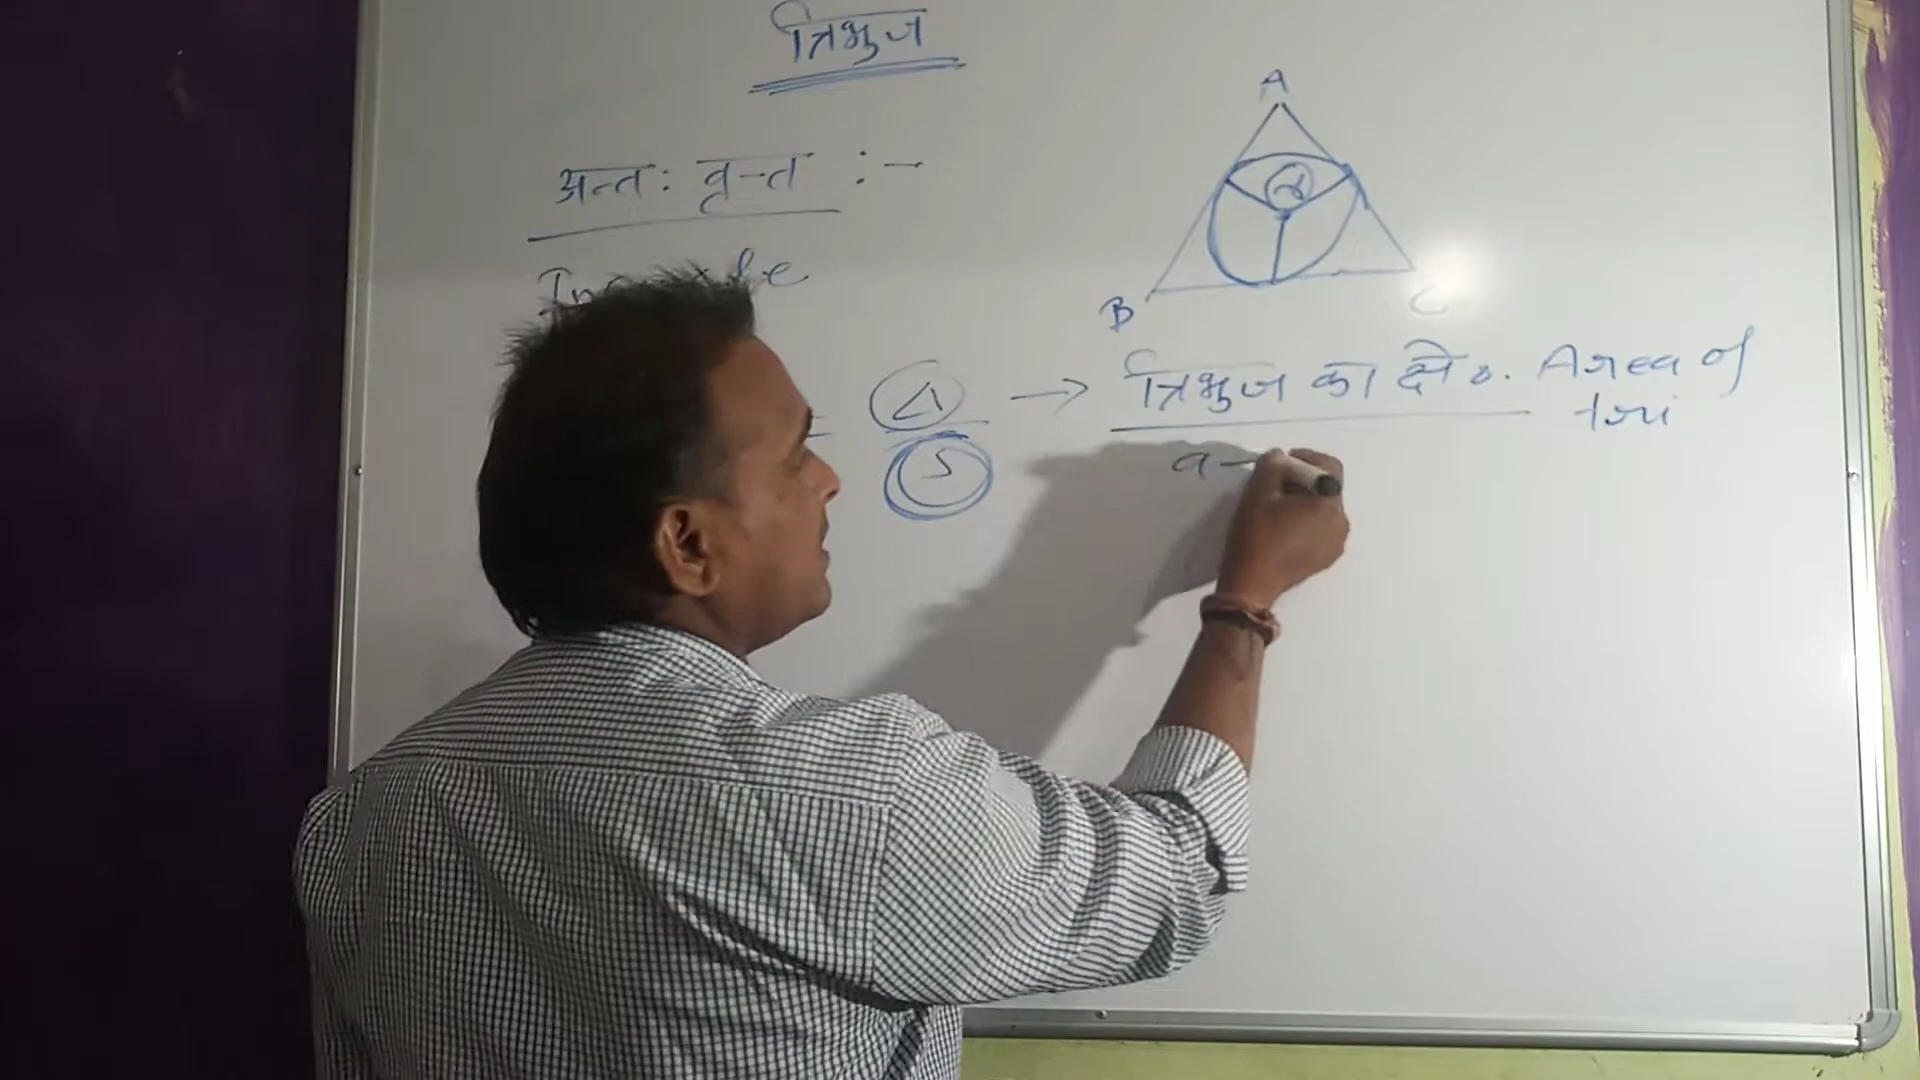 त्रिभुज
अन्तः वृत्त :-
A
B
C
= Δ / S → त्रिभुज का क्षे०. Area of
tri
a